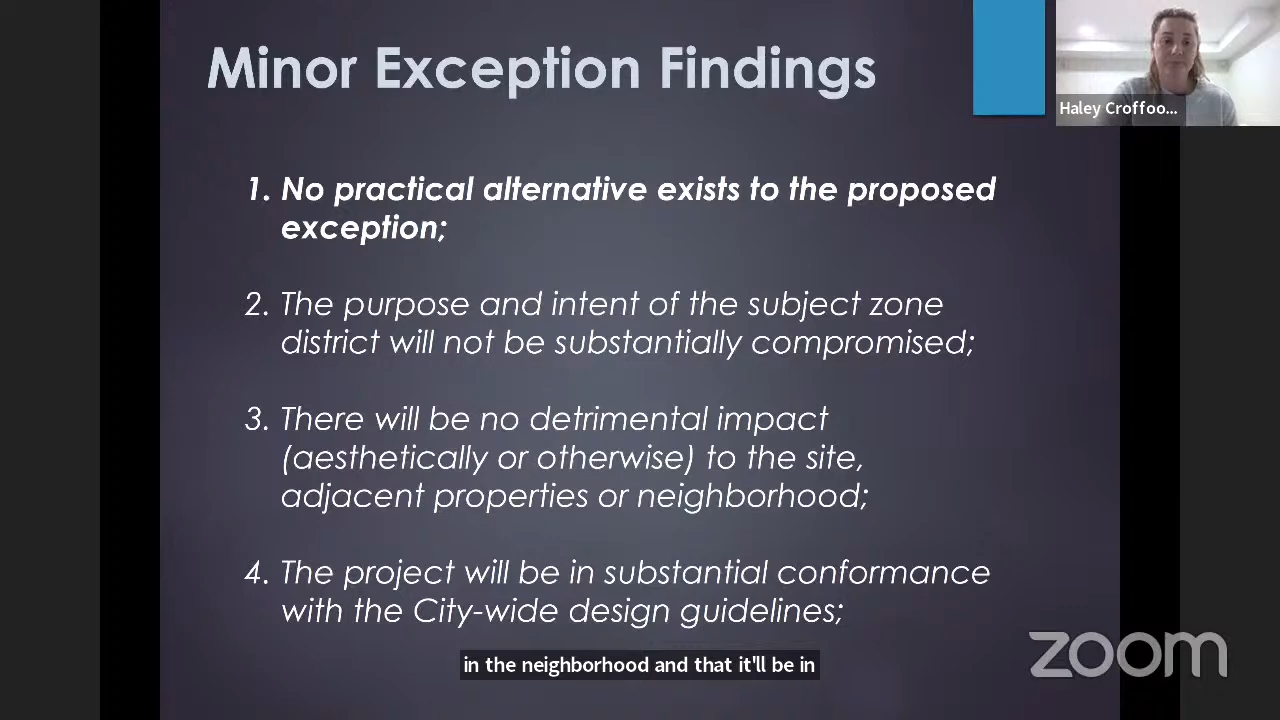 Minor Exception Findings
Haley Croffoo...
1. No practical alternative exists to the proposed
exception;
2. The purpose and intent of the subject zone
district will not be substantially compromised;
3. There will be no detrimental impact
(aesthetically or otherwise) to the site,
adjacent properties or neighborhood;
4. The project will be in substantial conformance
with the City-wide design guidelines;
in the neighborhood and that it'll be in
zoom